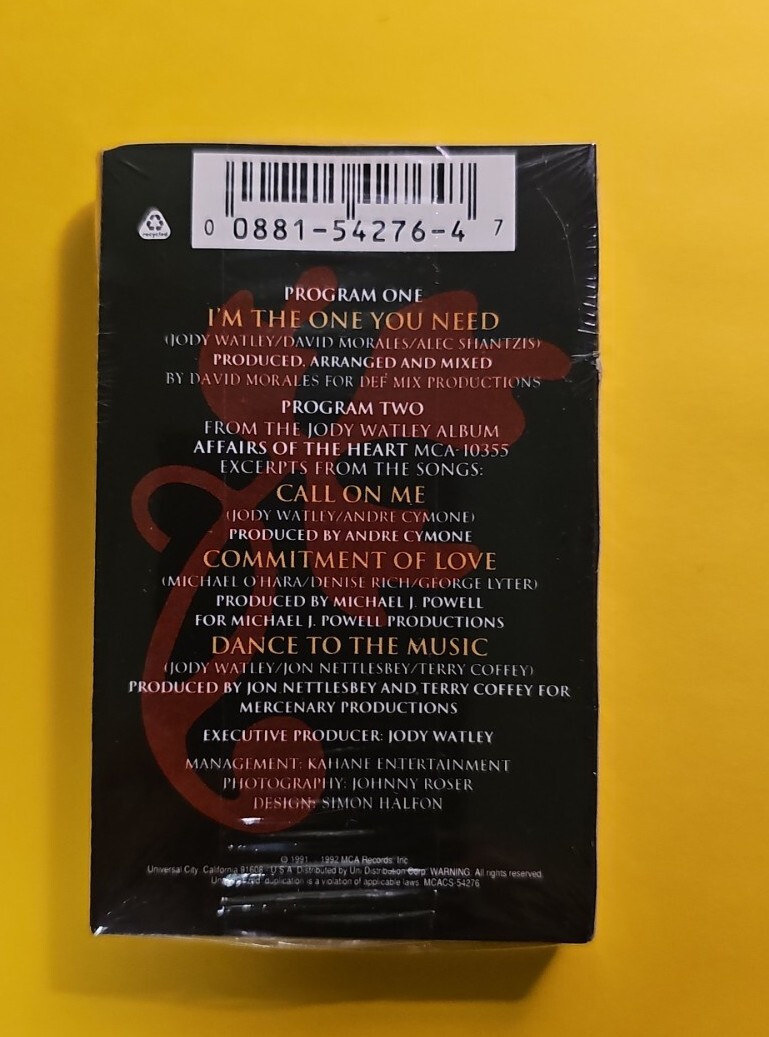 0 0881-54276-4 7
recycled
PROGRAM ONE
I'M THE ONE YOU NEED
(JODY WATLEY/DAVID MORALES/ALEC SHANTZIS)
PRODUCED, ARRANGED AND MIXED
BY DAVID MORALES FOR DEF MIX PRODUCTIONS
PROGRAM TWO
FROM THE JODY WATLEY ALBUM
AFFAIRS OF THE HEART MCA-10355
EXCERPTS FROM THE SONGS:
CALL ON ME
(JODY WATLEY/ANDRE CYMONE)
PRODUCED BY ANDRE CYMONE
COMMITMENT OF LOVE
(MICHAEL O'HARA/DENISE RICH/GEORGE LYTER)
PRODUCED BY MICHAEL J. POWELL
FOR MICHAEL J. POWELL PRODUCTIONS
DANCE TO THE MUSIC
(JODY WATLEY/JON NETTLESBEY/TERRY COFFEY)
PRODUCED BY JON NETTLESBEY AND TERRY COFFEY FOR
MERCENARY PRODUCTIONS
EXECUTIVE PRODUCER: JODY WATLEY
MANAGEMENT: KAHANE ENTERTAINMENT
PHOTOGRAPHY: JOHNNY ROSER
DESIGN: SIMON HALFON
© 1991, 1992 MCA Records, Inc.
Universal City, California 91608 - U.S.A. Distributed by Uni Distribution Corp. WARNING: All rights reserved.
duplication is a violation of applicable laws. MCACS-54276